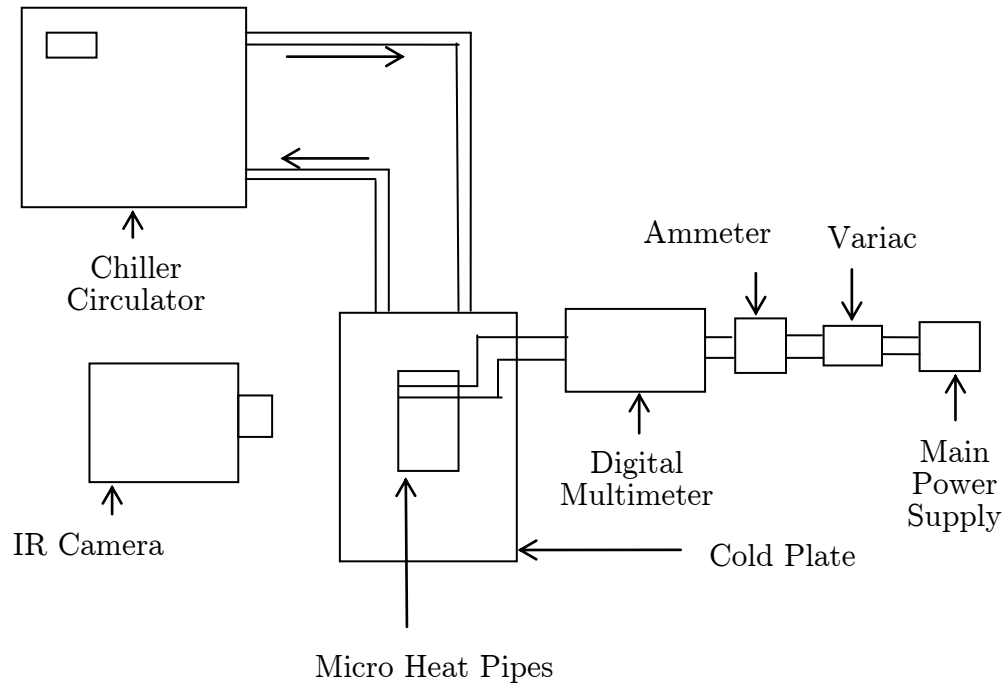 Ammeter
Variac
Chiller
Circulator
Digital
Multimeter
Main
Power
Supply
IR Camera
Cold Plate
Micro Heat Pipes